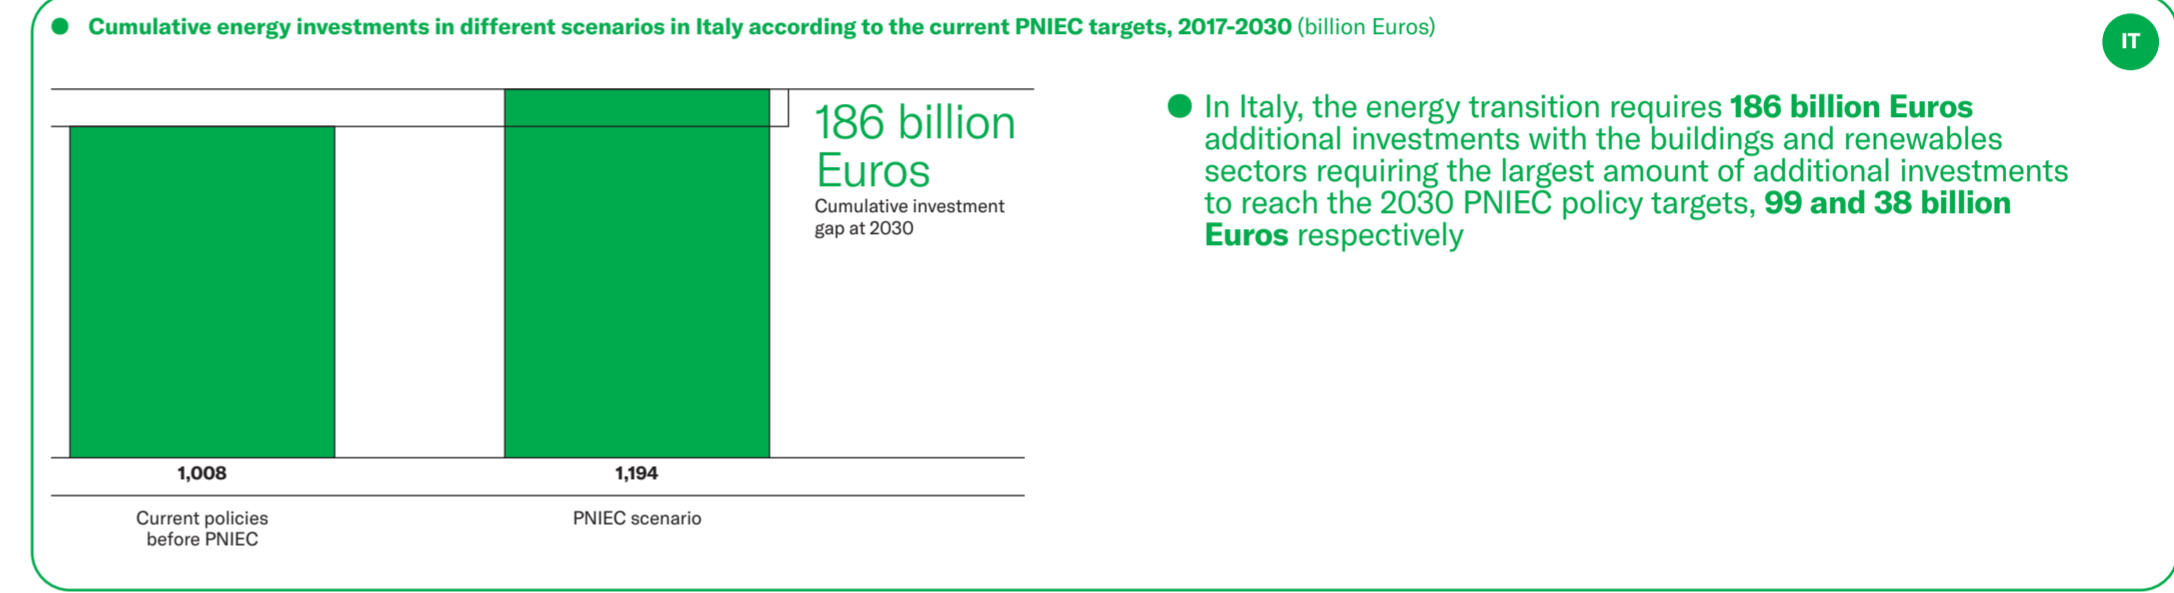 Cumulative energy investments in different scenarios in Italy according to the current PNIEC targets, 2017-2030 (billion Euros)
IT
186 billion
Euros
Cumulative investment
gap at 2030
1,008
1,194
Current policies
before PNIEC
PNIEC scenario
In Italy, the energy transition requires 186 billion Euros
additional investments with the buildings and renewables
sectors requiring the largest amount of additional investments
to reach the 2030 PNIEC policy targets, 99 and 38 billion
Euros respectively